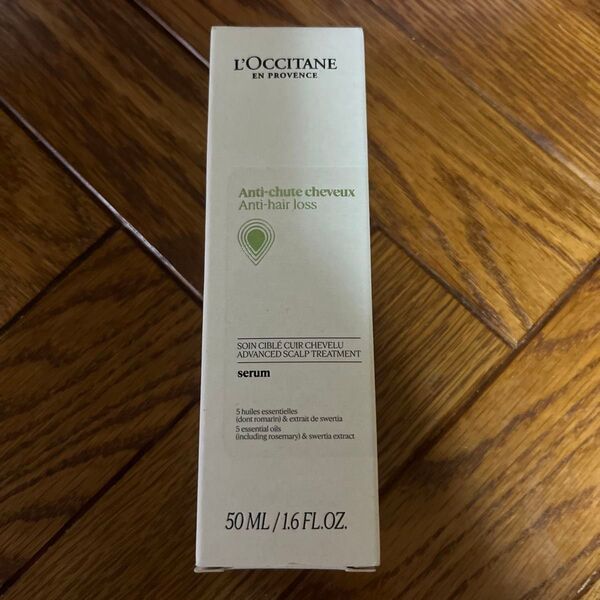 L'OCCITANE
EN PROVENCE
Anti-chute cheveux
Anti-hair loss
SOIN CIBLÉ CUIR CHEVELU
ADVANCED SCALP TREATMENT
serum
5 huiles essentielles
(dont romarin) & extrait de swertia
5 essential oils
(including rosemary) & swertia extract
50 ML / 1.6 FL.OZ.